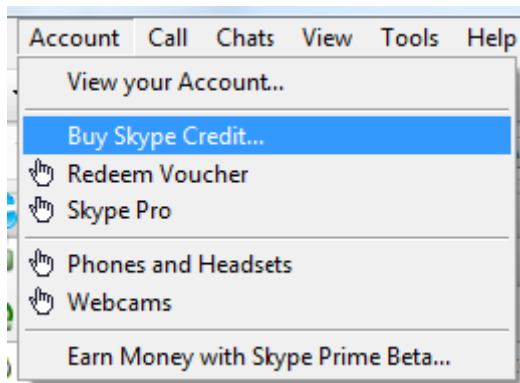 Account Call Chats View Tools Help
View your Account...
Buy Skype Credit...
Redeem Voucher
Skype Pro
Phones and Headsets
Webcams
Earn Money with Skype Prime Beta...